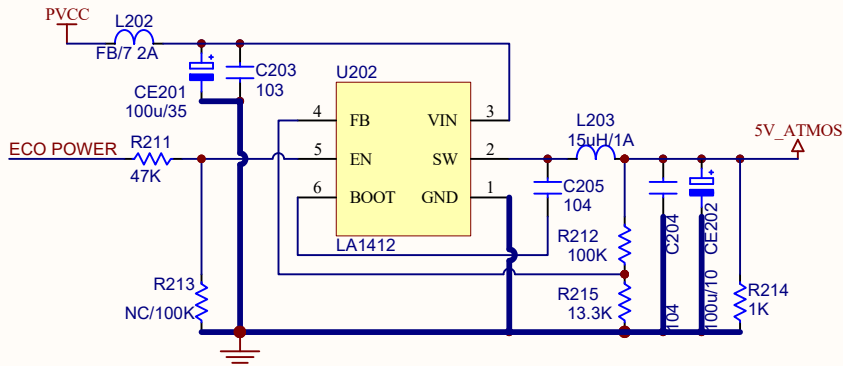 PVCC
L202
FB/7 2A
CE201
100u/35
C203
103
U202
4
FB
VIN
3
5
EN
SW
2
6
BOOT
GND
1
LA1412
ECO POWER
R211
47K
R213
NC/100K
L203
15uH/1A
5V_ATMOS
C205
104
R212
100K
R215
13.3K
C204
104
CE202
100u/10
R214
1K